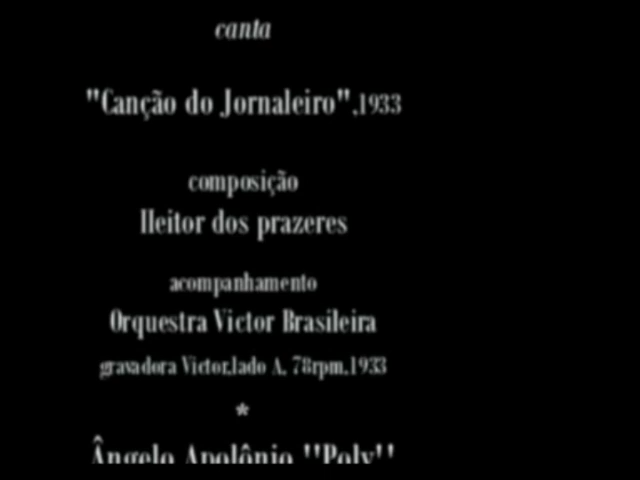 canta
"Canção do Jornaleiro",1933
composição
Heitor dos prazeres
acompanhamento
Orquestra Victor Brasileira
gravadora Victor,lado A, 78rpm,1933
*
Ângelo Apolônio ''Poly''